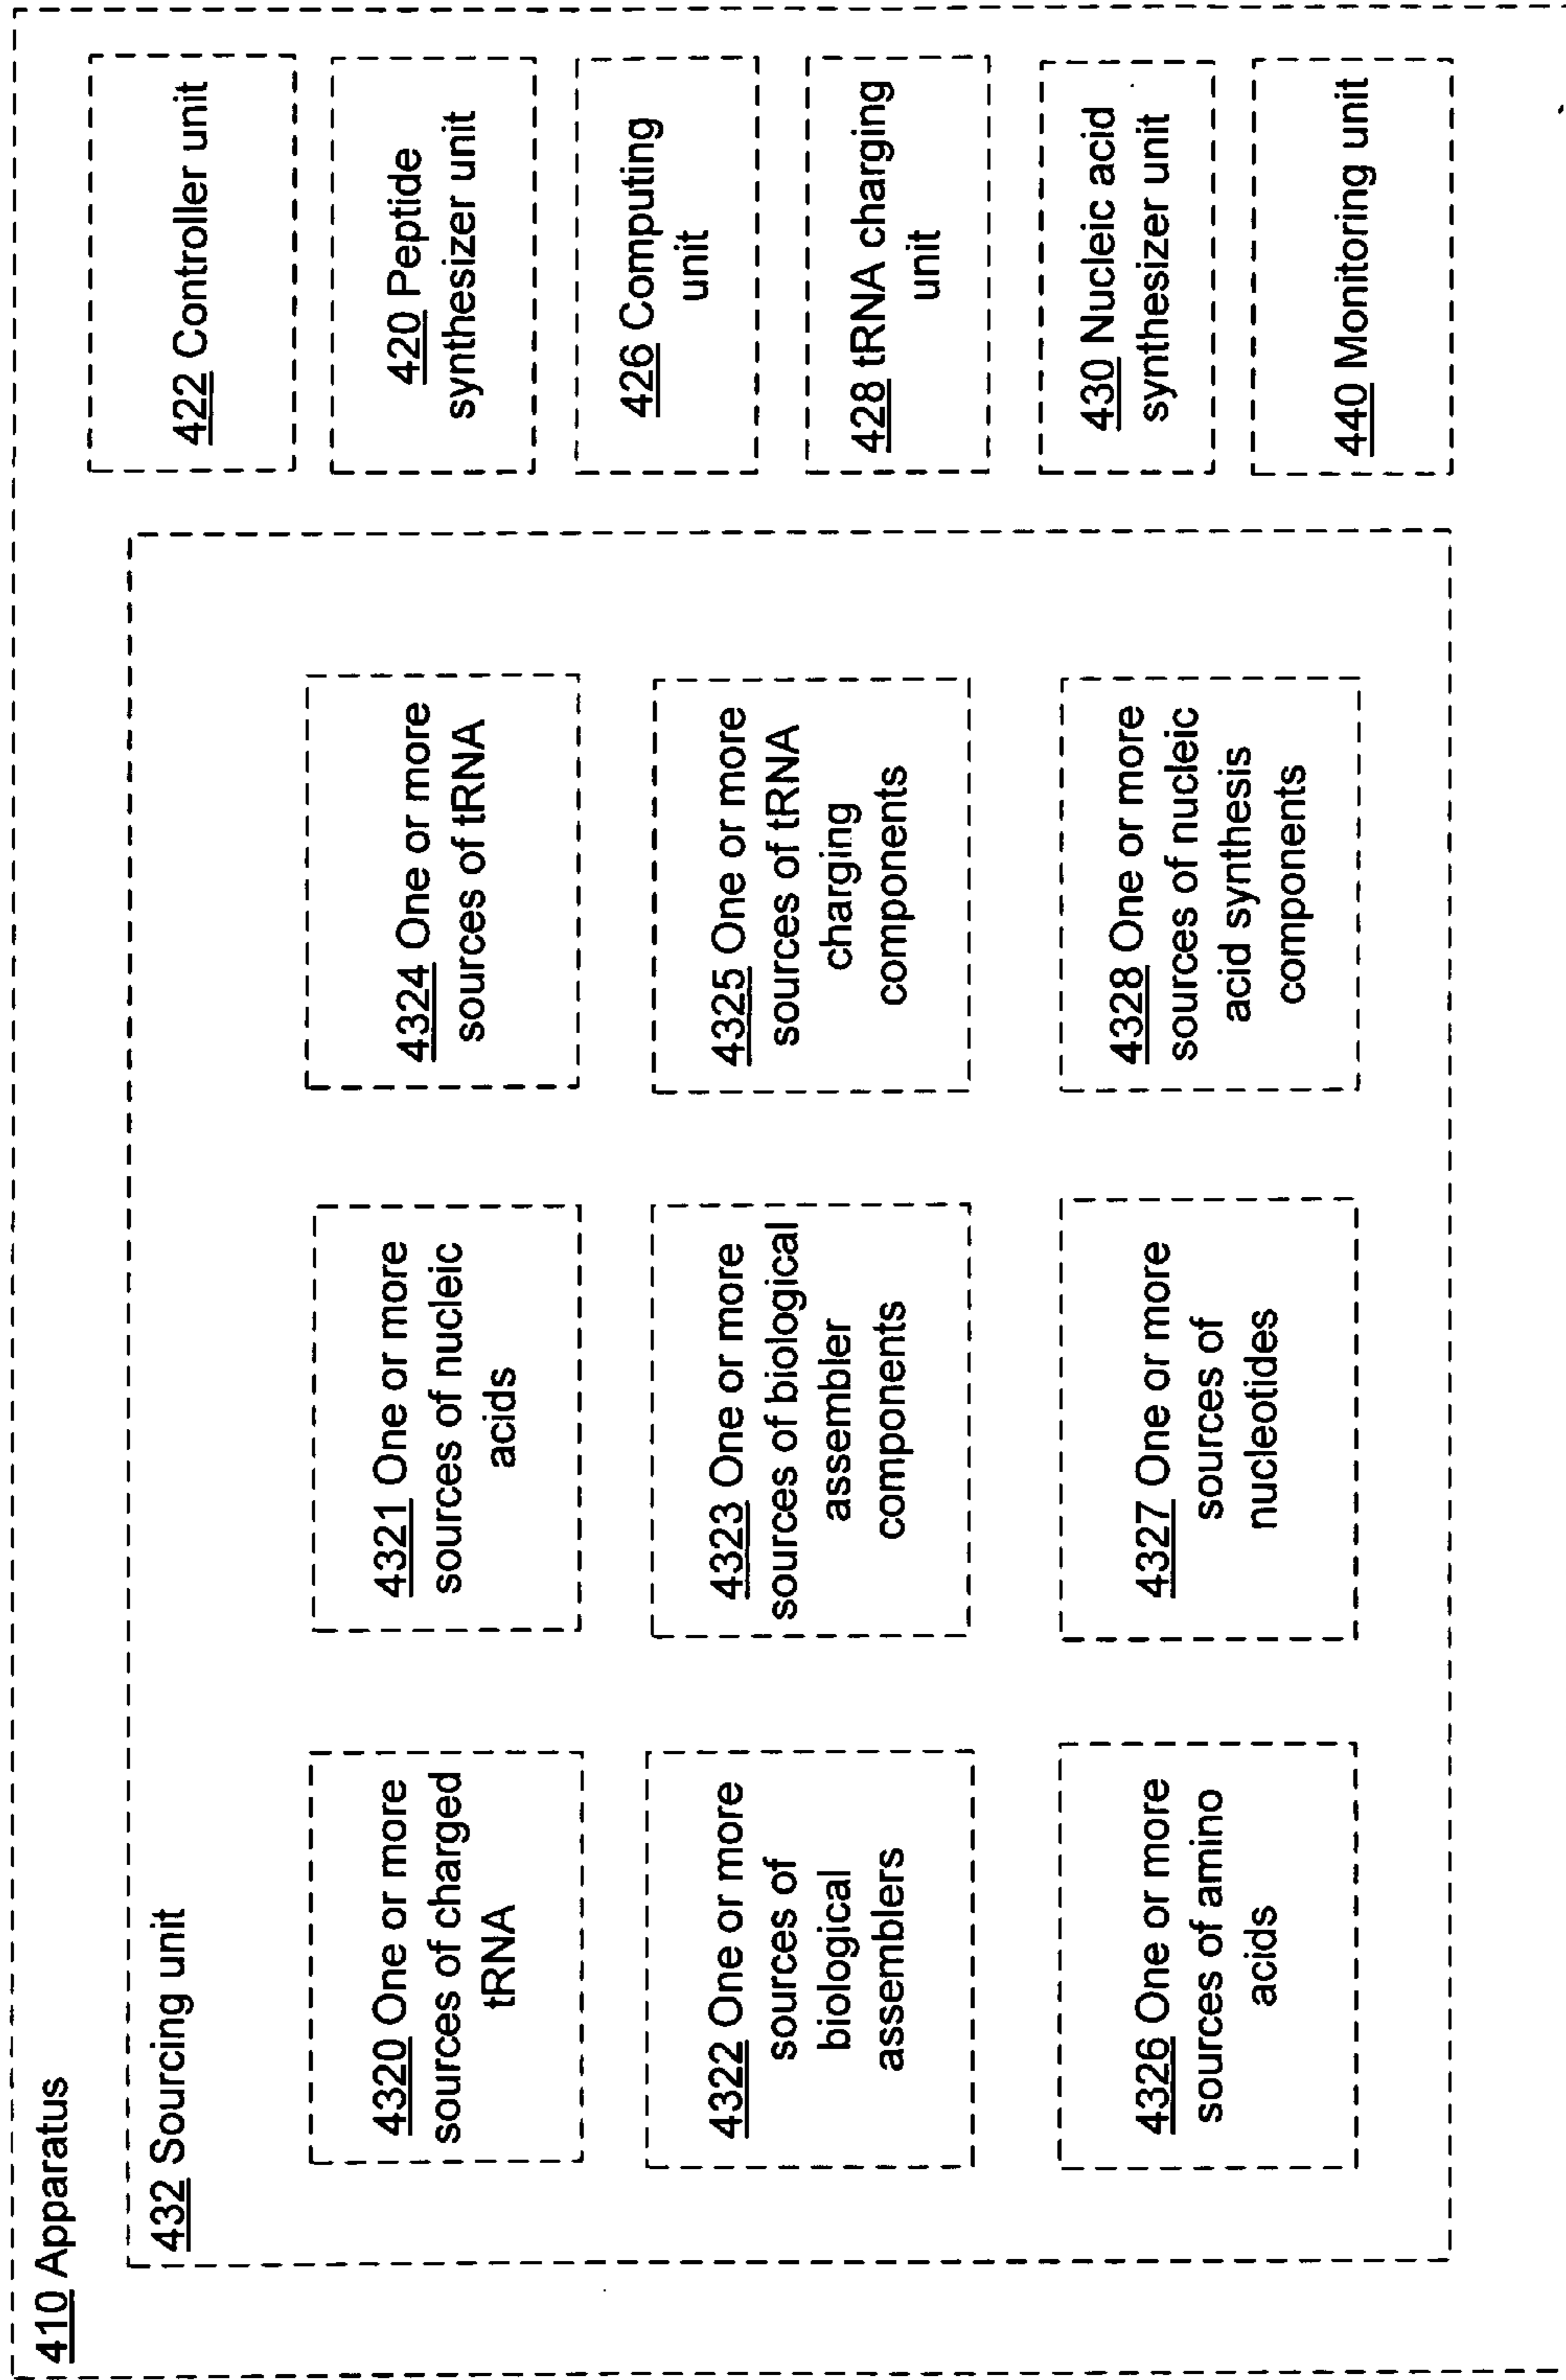 410 Apparatus
432 Sourcing unit
4320 One or more
sources of charged
tRNA
4321 One or more
sources of nucleic
acids
4324 One or more
sources of tRNA
4322 One or more
sources of
biological
assemblers
4323 One or more
sources of biological
assembler
components
4325 One or more
sources of tRNA
charging
components
4326 One or more
sources of amino
acids
4327 One or more
sources of
nucleotides
4328 One or more
sources of nucleic
acid synthesis
components
422 Controller unit
420 Peptide
synthesizer unit
426 Computing
unit
428 tRNA charging
unit
430 Nucleic acid
synthesizer unit
440 Monitoring unit